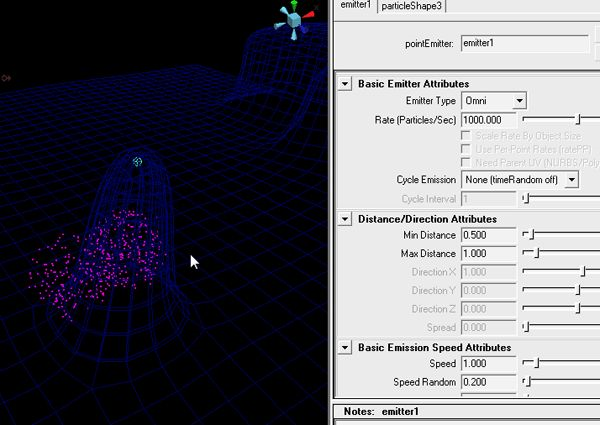 emitter1 particleShape3
pointEmitter: emitter1
Basic Emitter Attributes
Emitter Type Omni
Rate (Particles/Sec) 1000.000
Scale Rate By Object Size
Use Per-Point Rates (ratePP)
Need Parent UV (NURBS/Poly
Cycle Emission None (timeRandom off)
Cycle Interval 1
Distance/Direction Attributes
Min Distance 0.500
Max Distance 1.000
Direction X 1.000
Direction Y 0.000
Direction Z 0.000
Spread 0.000
Basic Emission Speed Attributes
Speed 1.000
Speed Random 0.200
Notes: emitter1